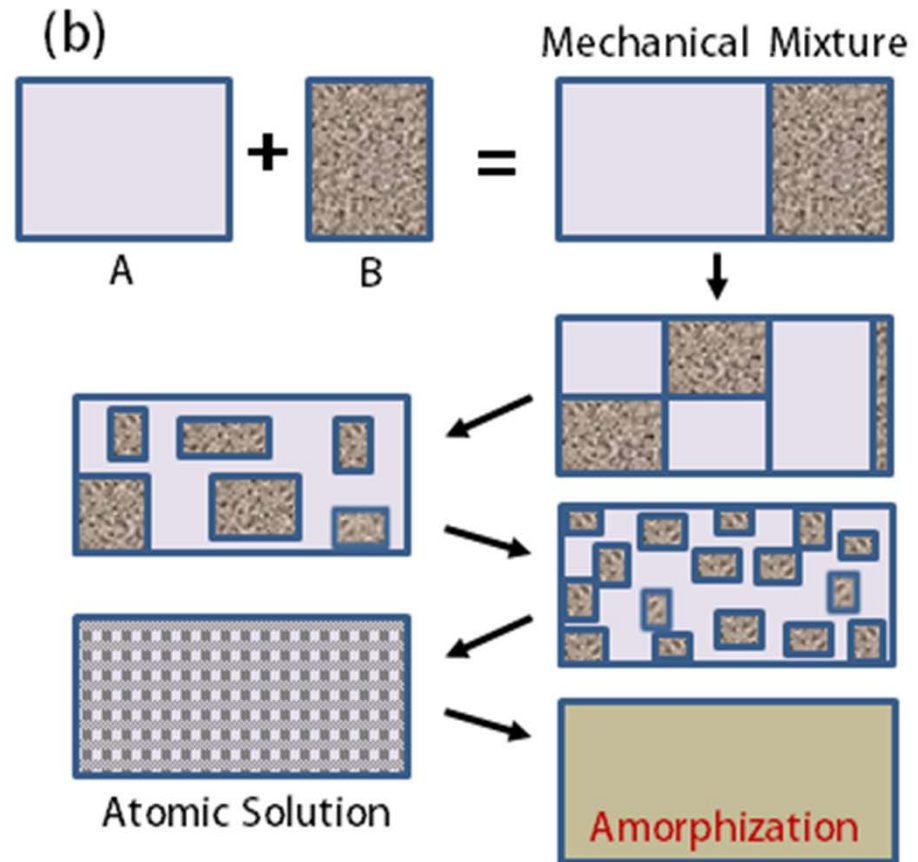 (b)
Mechanical Mixture
+
=
A
B
Atomic Solution
Amorphization